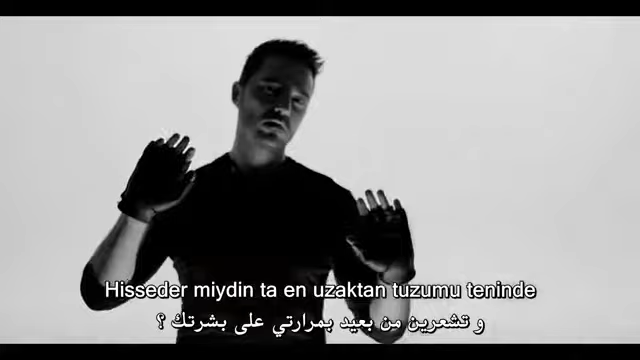 Hisseder miydin ta en uzaktan tuzumu teninde
و تشعرين من بعيد بمرارتي على بشرتك ؟